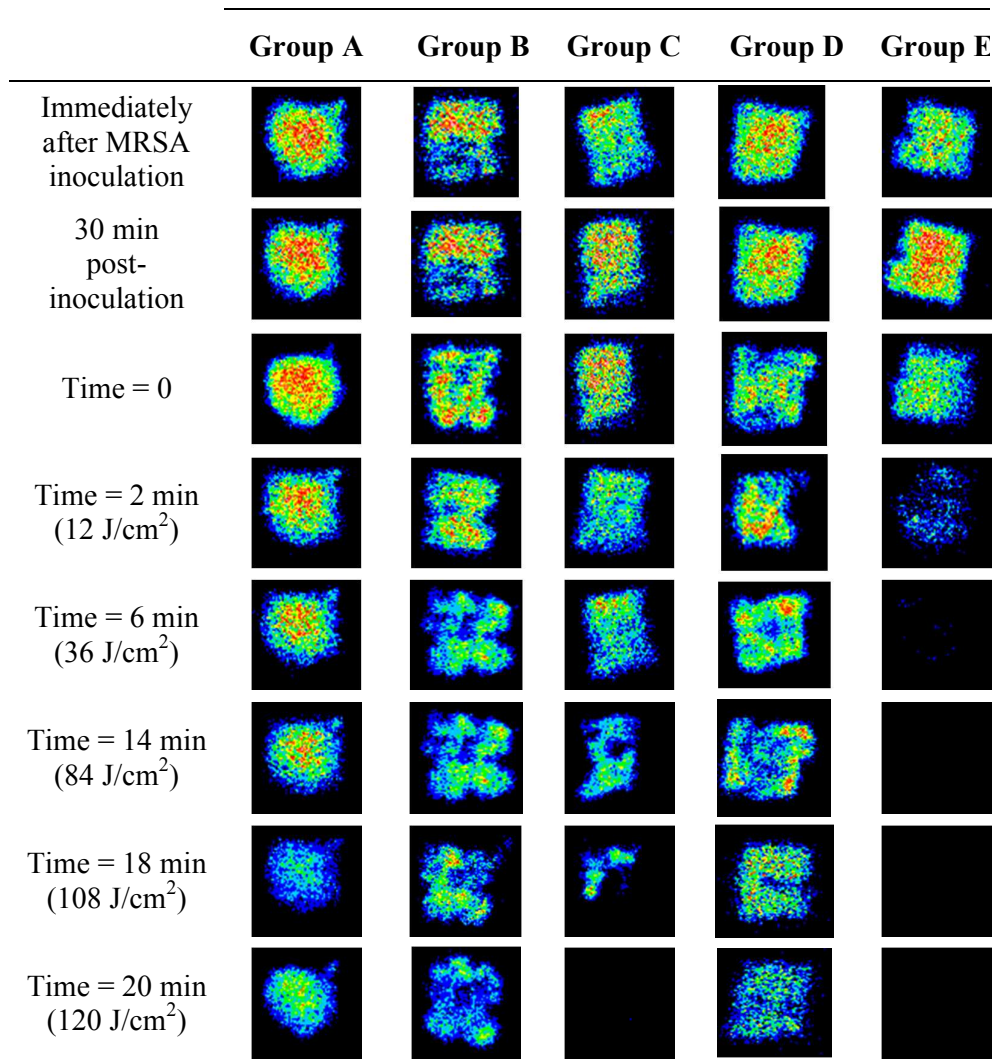 Group A Group B Group C Group D Group E
Immediately
after MRSA
inoculation
30 min
post-
inoculation
Time = 0
Time = 2 min
(12 J/cm²)
Time = 6 min
(36 J/cm²)
Time = 14 min
(84 J/cm²)
Time = 18 min
(108 J/cm²)
Time = 20 min
(120 J/cm²)